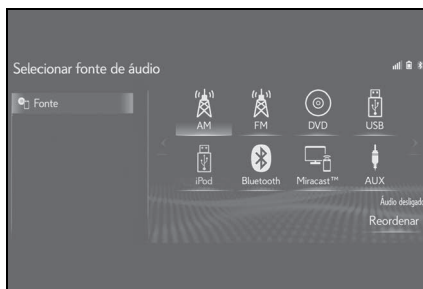 Selecionar fonte de áudio
Fonte
AM
FM
DVD
USB
iPod
Bluetooth
Miracast™
AUX
Áudio desligado
Reordenar